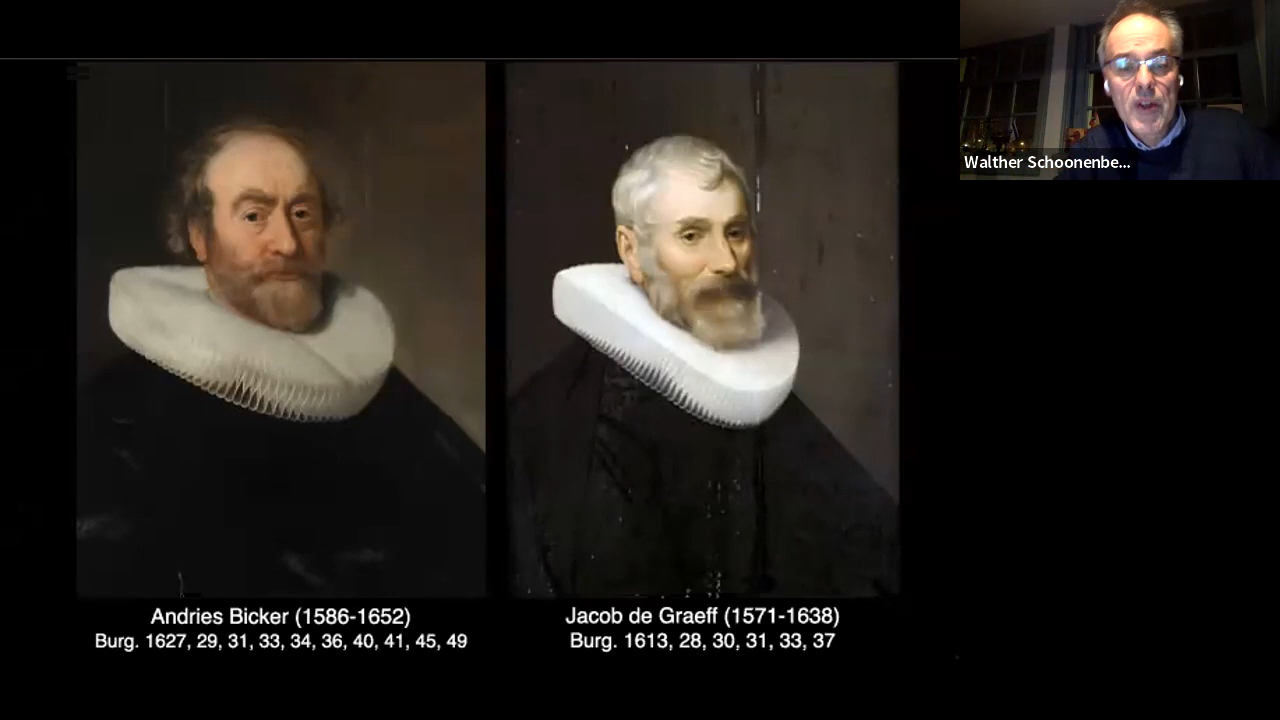 Walther Schoonenbe...
Andries Bicker (1586-1652)
Burg. 1627, 29, 31, 33, 34, 36, 40, 41, 45, 49
Jacob de Graeff (1571-1638)
Burg. 1613, 28, 30, 31, 33, 37